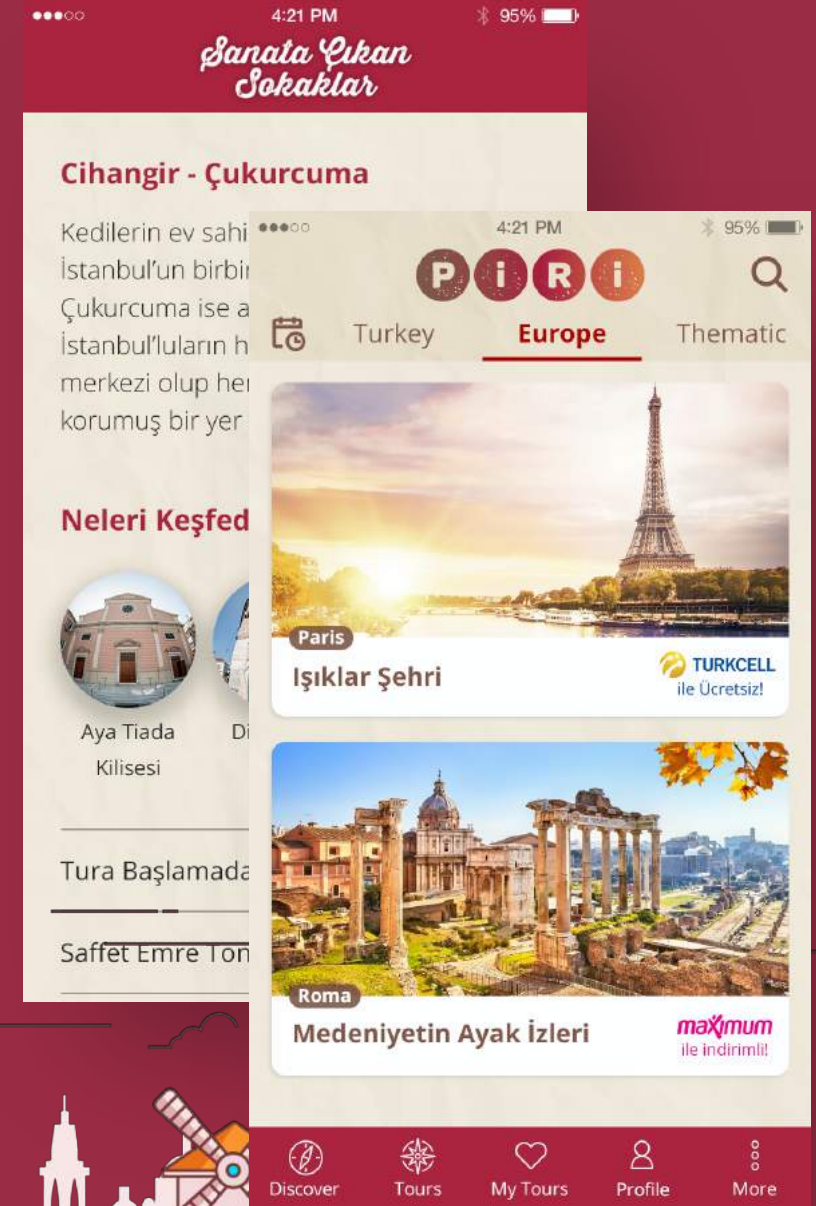 4:21 PM
95%
Sanata Çıkan
Sokaklar
Cihangir - Çukurcuma
Kedilerin ev sahi
İstanbul'un birbi
Çukurcuma ise a
İstanbul'luların h
merkezi olup he
korumuş bir yer
Neleri Keşfed
Aya Tiada
Kilisesi
Di
Tura Başlamada
Saffet Emre Ton
4:21 PM
95%
PiRi
Turkey
Europe
Thematic
Paris
Işıklar Şehri
TURKCELL
ile Ücretsiz!
Roma
Medeniyetin Ayak İzleri
maximum
ile indirimli!
Discover
Tours
My Tours
Profile
More